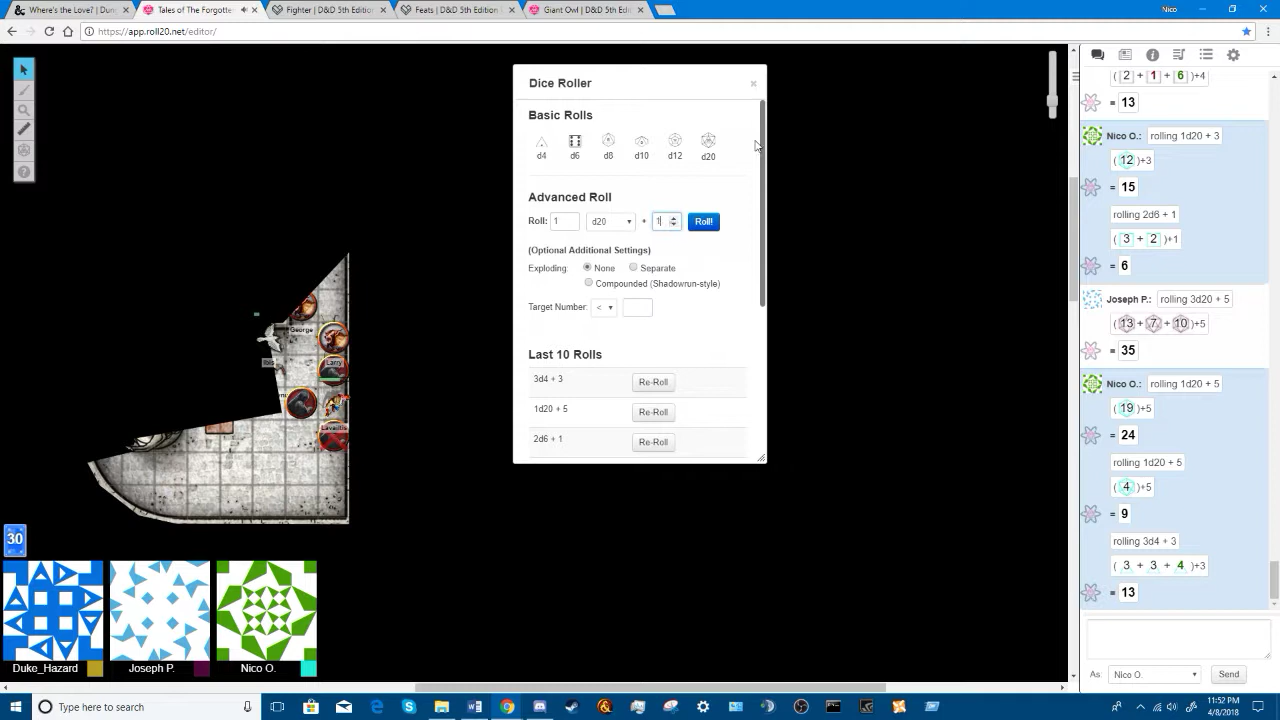 Where's the Love? | Dun
Tales of The Forgotte
Fighter | D&D 5th Edition
Feats | D&D 5th Edition
Giant Owl | D&D 5th Ed
Nico
https://app.roll20.net/editor/
Dice Roller
Basic Rolls
d4 d6 d8 d10 d12 d20
Advanced Roll
Roll: 1 d20 + 1 Roll!
(Optional Additional Settings)
Exploding: None Separate
Compounded (Shadowrun-style)
Target Number: <
Last 10 Rolls
3d4 + 3 Re-Roll
1d20 + 5 Re-Roll
2d6 + 1 Re-Roll
George
Larry
30
Duke_Hazard
Joseph P.
Nico O.
(2+1+6)+4
= 13
Nico O.: rolling 1d20 + 3
(12)+3
= 15
rolling 2d6 + 1
(3+2)+1
= 6
Joseph P.: rolling 3d20 + 5
(13+7+10)+5
= 35
Nico O.: rolling 1d20 + 5
(19)+5
= 24
rolling 1d20 + 5
(4)+5
= 9
rolling 3d4 + 3
(3+3+4)+3
= 13
As: Nico O. Send
Type here to search
11:52 PM
4/8/2018